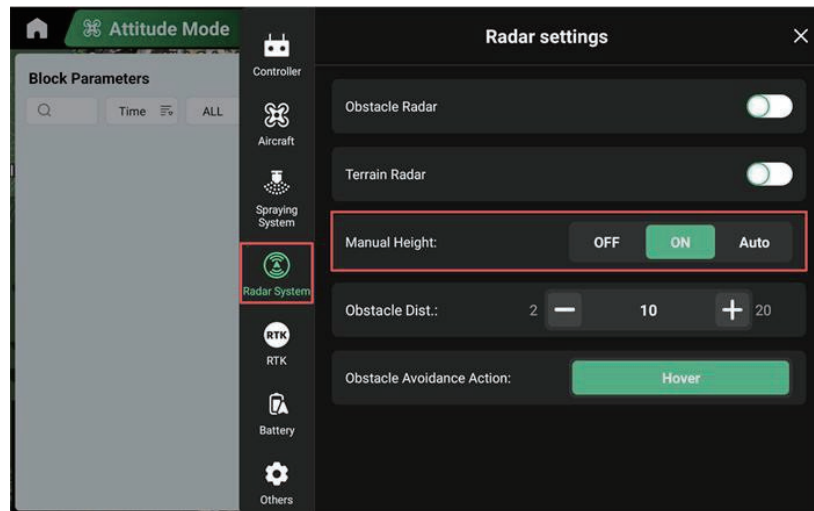 Attitude Mode
Block Parameters
Time
ALL
Controller
Aircraft
Spraying
System
Radar System
RTK
RTK
Battery
Others
Radar settings
Obstacle Radar
Terrain Radar
Manual Height: OFF ON Auto
Obstacle Dist.: 2 10 20
Obstacle Avoidance Action: Hover